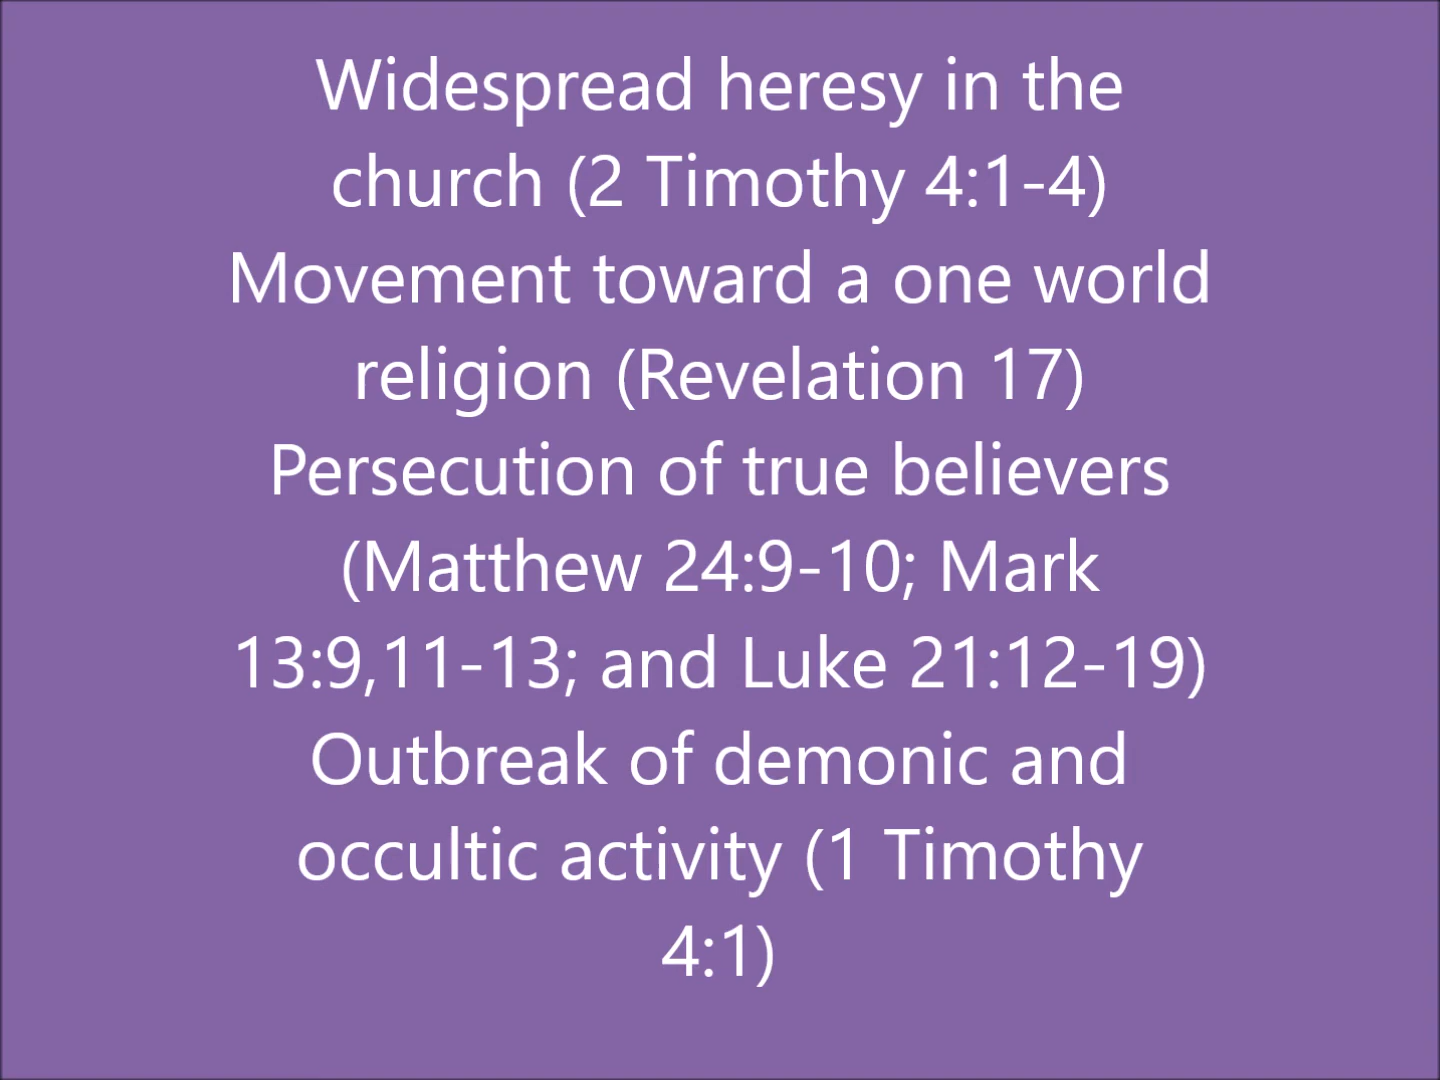 Widespread heresy in the
church (2 Timothy 4:1-4)
Movement toward a one world
religion (Revelation 17)
Persecution of true believers
(Matthew 24:9-10; Mark
13:9,11-13; and Luke 21:12-19)
Outbreak of demonic and
occultic activity (1 Timothy
4:1)